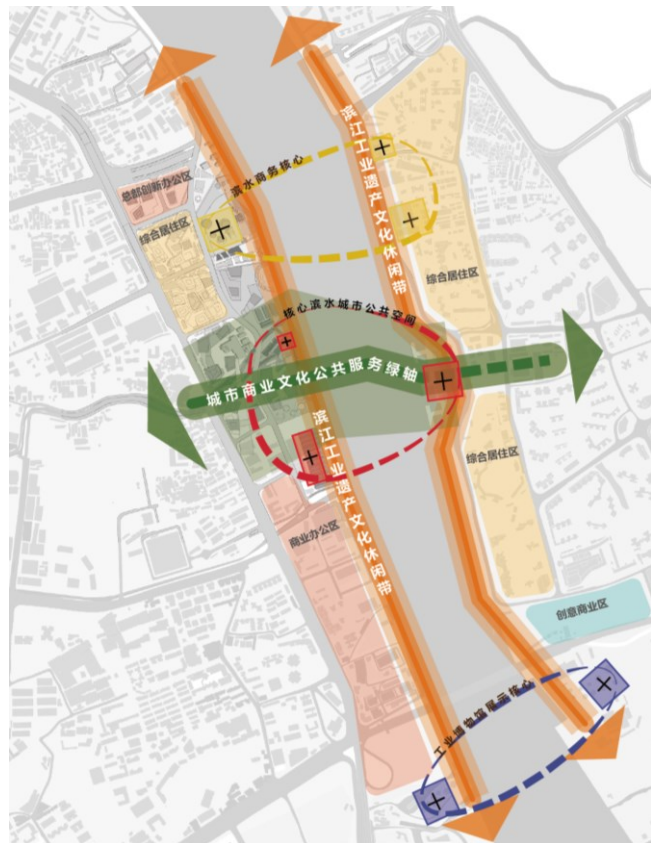 滨江工业遗产文化休闲带
滨水商务核心
总部创新办公区
综合居住区
综合居住区
核心滨水城市公共空间
城市商业文化公共服务绿轴
滨江工业遗产文化休闲带
综合居住区
商业办公区
创意商业区
工业博物馆展示核心